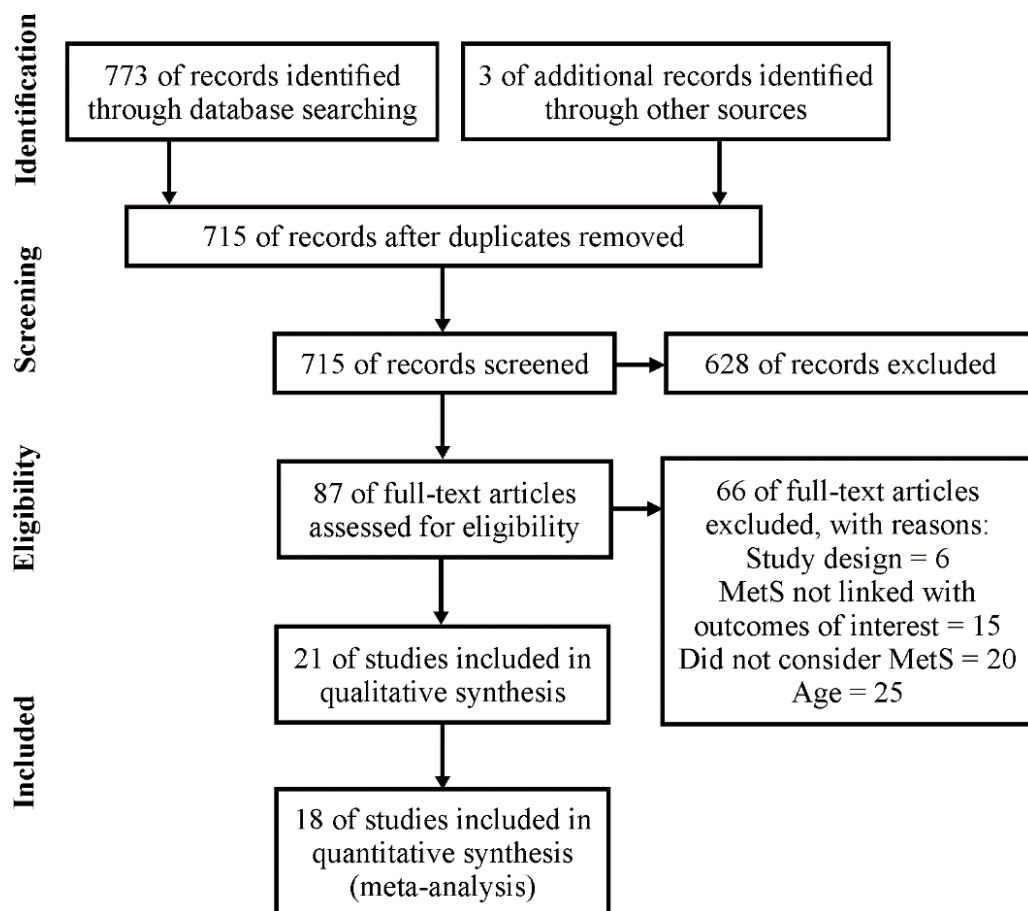 Identification
773 of records identified
through database searching
3 of additional records identified
through other sources
715 of records after duplicates removed
Screening
715 of records screened
628 of records excluded
Eligibility
87 of full-text articles
assessed for eligibility
66 of full-text articles
excluded, with reasons:
Study design = 6
MetS not linked with
outcomes of interest = 15
Did not consider MetS = 20
Age = 25
Included
21 of studies included in
qualitative synthesis
18 of studies included in
quantitative synthesis
(meta-analysis)